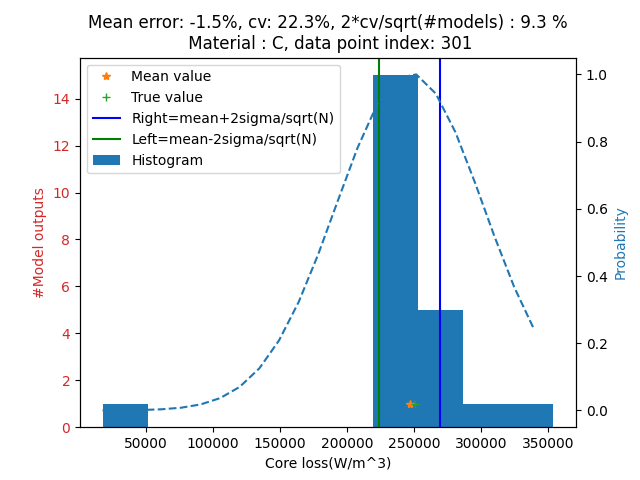 Mean error: -1.5%, cv: 22.3%, 2*cv/sqrt(#models) : 9.3 %
Material : C, data point index: 301
Mean value
True value
Right=mean+2sigma/sqrt(N)
Left=mean-2sigma/sqrt(N)
Histogram
#Model outputs
14
12
10
8
6
4
2
0
1.0
0.8
0.6
0.4
0.2
0.0
Probability
50000 100000 150000 200000 250000 300000 350000
Core loss(W/m^3)